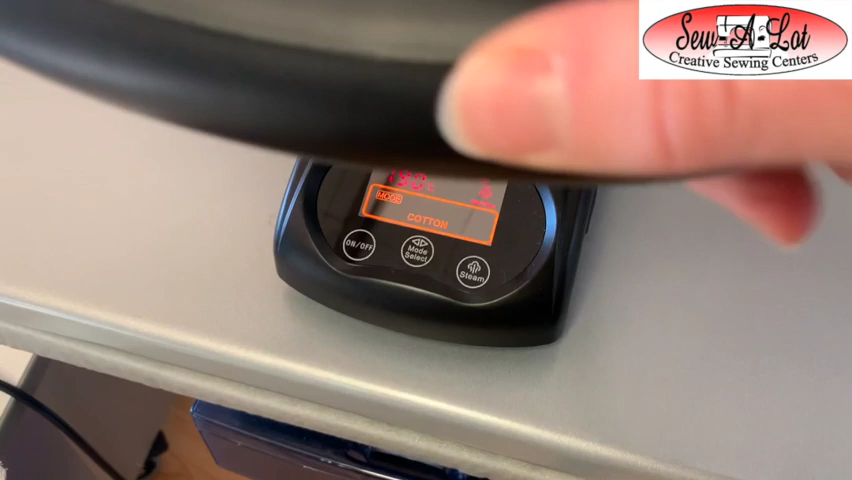 Sew-A-Lot
Creative Sewing Centers
190
MODE
COTTON
ON/OFF
Mode
Select
Steam